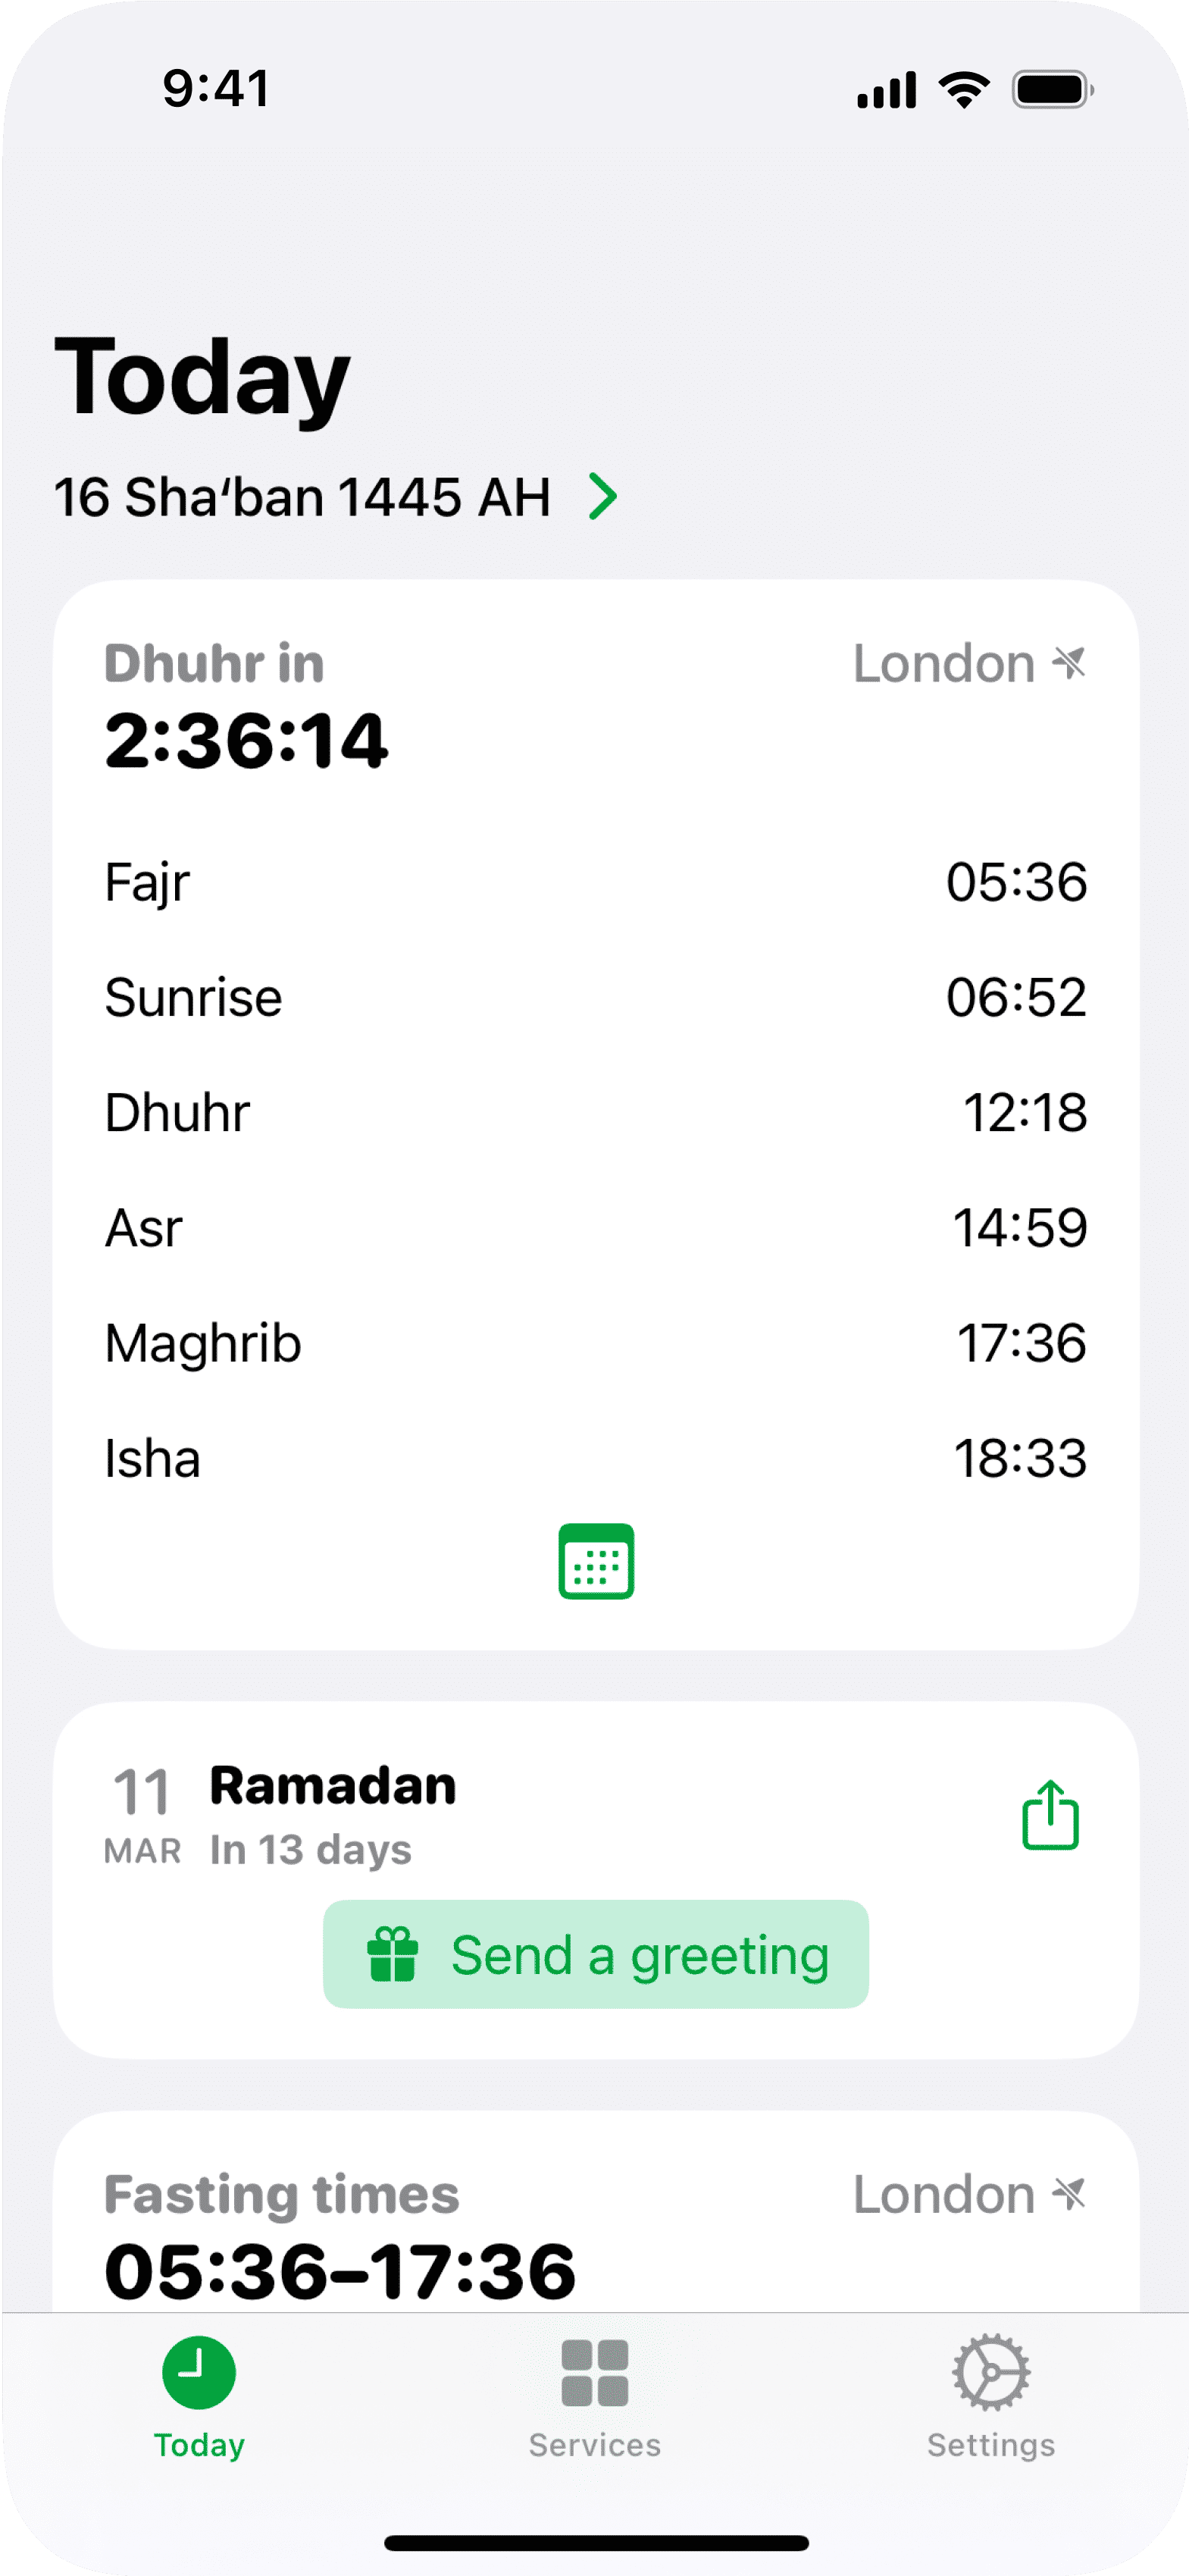 9:41
Today
16 Shaʻban 1445 AH
Dhuhr in London
2:36:14
Fajr 05:36
Sunrise 06:52
Dhuhr 12:18
Asr 14:59
Maghrib 17:36
Isha 18:33
11 Ramadan
MAR In 13 days
Send a greeting
Fasting times London
05:36–17:36
Today Services Settings